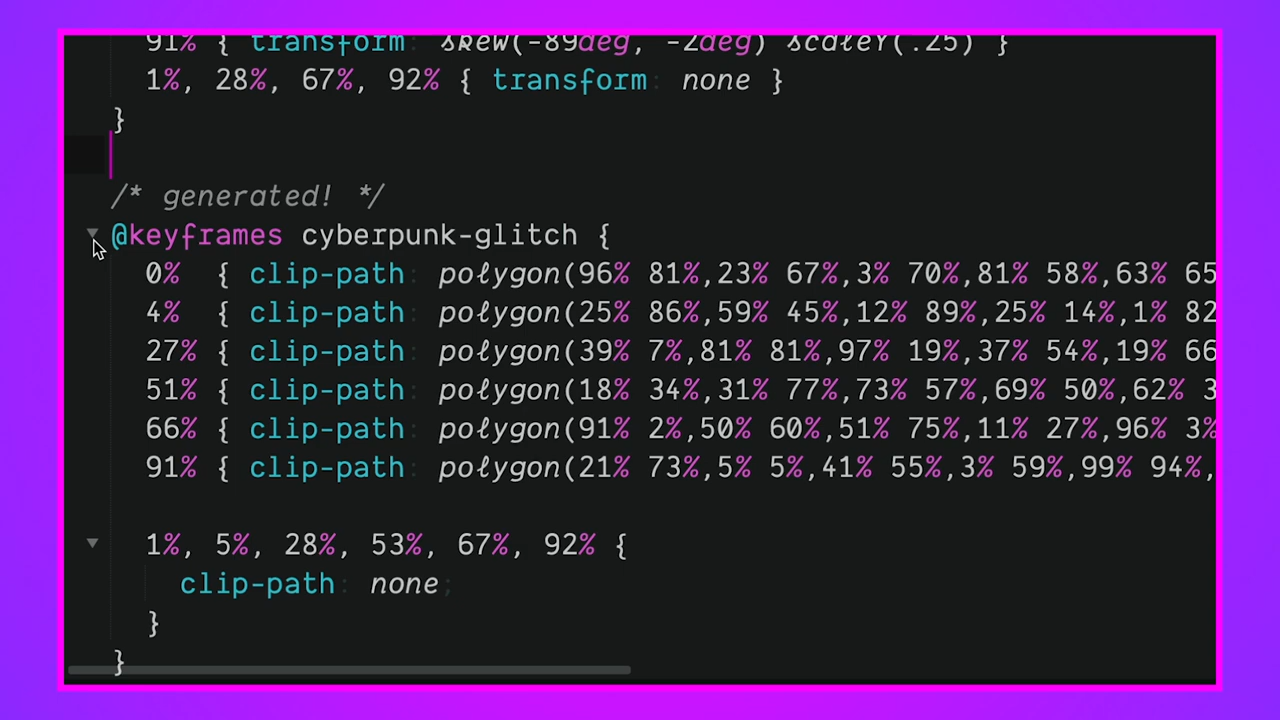 91% { transform: skew(-89deg, -2deg) scaleY(.25) }
1%, 28%, 67%, 92% { transform: none }
}
/* generated! */
@keyframes cyberpunk-glitch {
0% { clip-path: polygon(96% 81%,23% 67%,3% 70%,81% 58%,63% 65
4% { clip-path: polygon(25% 86%,59% 45%,12% 89%,25% 14%,1% 82
27% { clip-path: polygon(39% 7%,81% 81%,97% 19%,37% 54%,19% 66
51% { clip-path: polygon(18% 34%,31% 77%,73% 57%,69% 50%,62% 3
66% { clip-path: polygon(91% 2%,50% 60%,51% 75%,11% 27%,96% 3%
91% { clip-path: polygon(21% 73%,5% 5%,41% 55%,3% 59%,99% 94%,
1%, 5%, 28%, 53%, 67%, 92% {
clip-path: none;
}
}